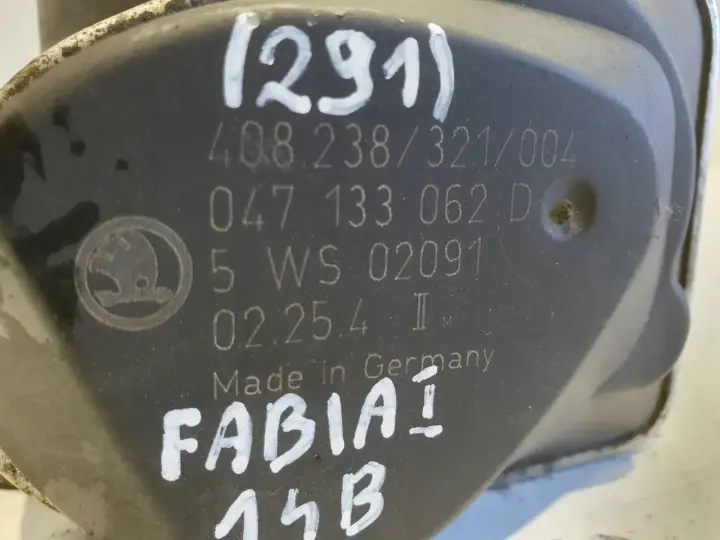 (291)
408.238/321/004
047 133 062 D
5 WS 02091
02.25.4 II
Made in Germany
FABIA I
14B